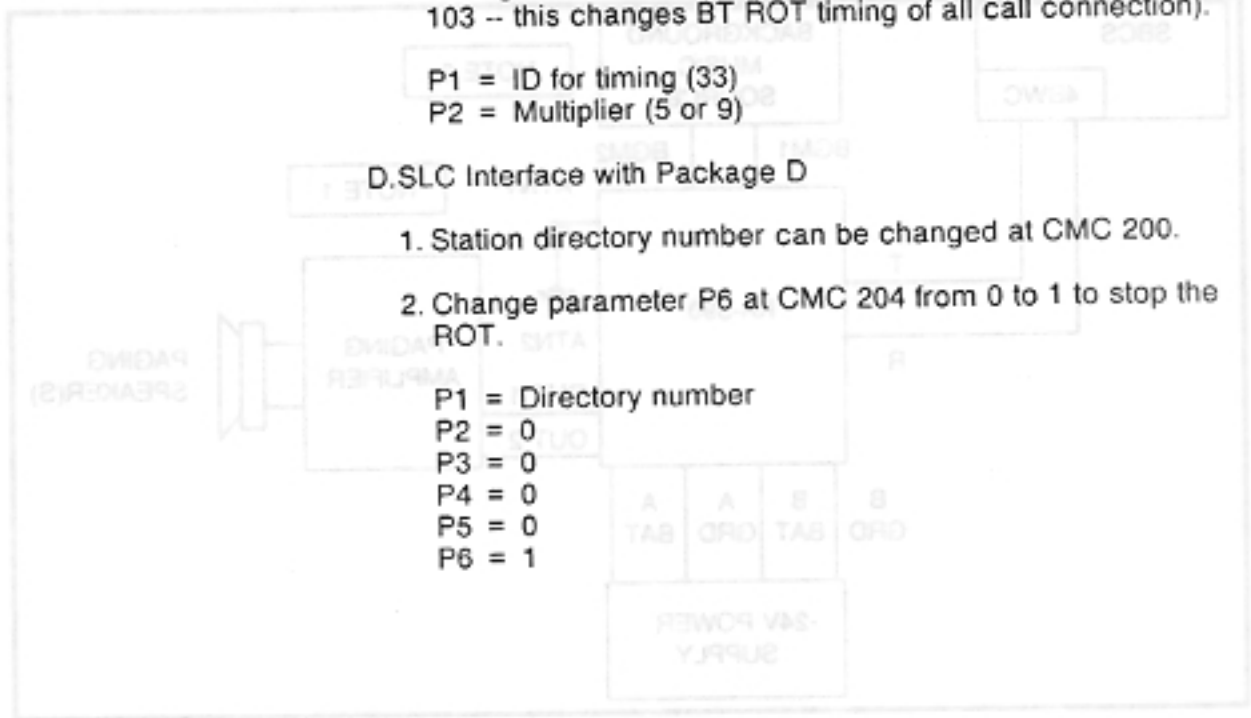 103 -- this changes BT ROT timing of all call connection).
P1 = ID for timing (33)
P2 = Multiplier (5 or 9)
D.SLC Interface with Package D
1. Station directory number can be changed at CMC 200.
2. Change parameter P6 at CMC 204 from 0 to 1 to stop the
ROT.
P1 = Directory number
P2 = 0
P3 = 0
P4 = 0
P5 = 0
P6 = 1